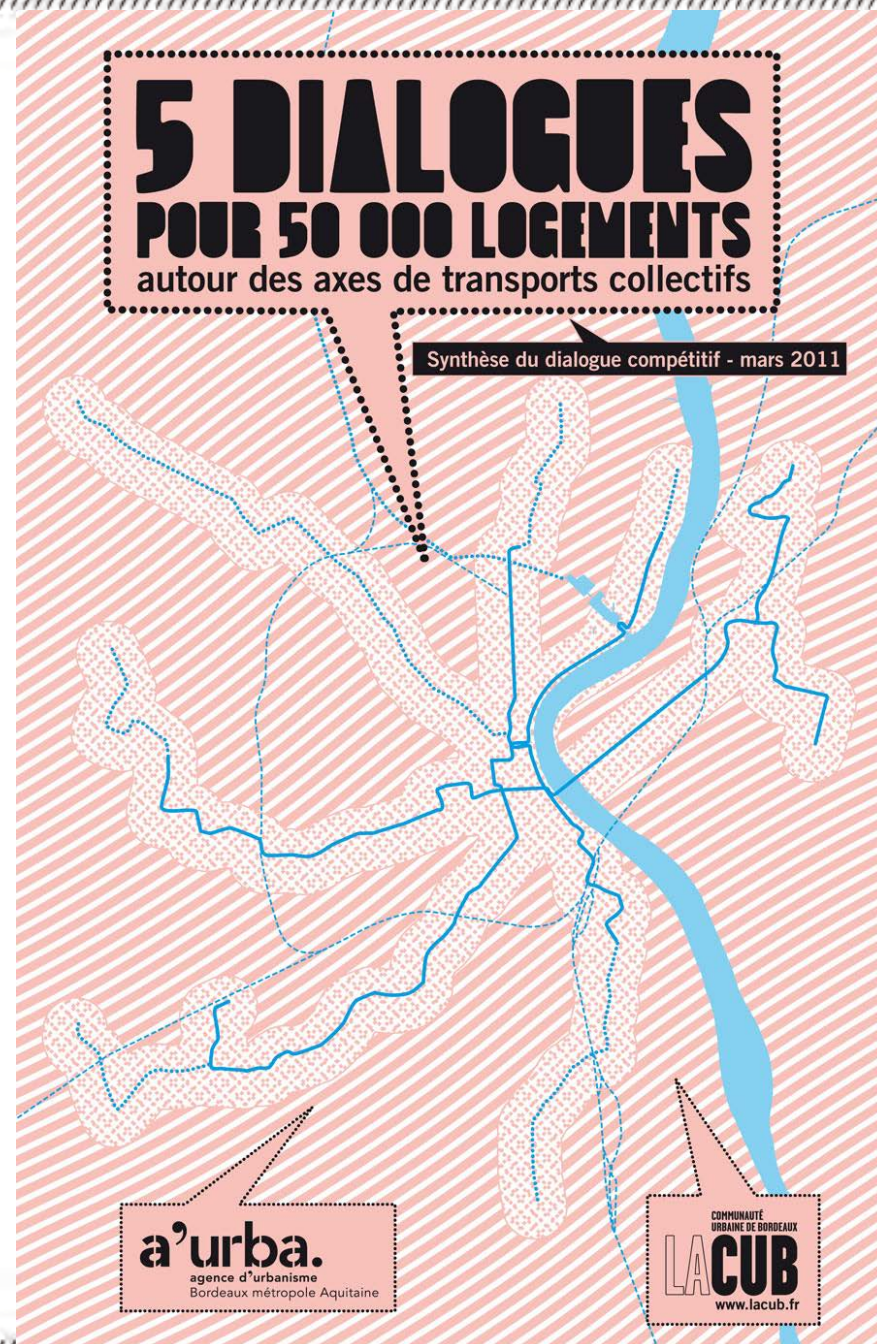 5 DIALOGUES
POUR 50 000 LOGEMENTS
autour des axes de transports collectifs
Synthèse du dialogue compétitif - mars 2011
a'urba.
agence d'urbanisme
Bordeaux métropole Aquitaine
COMMUNAUTÉ
URBAINE DE BORDEAUX
LACUB
www.lacub.fr